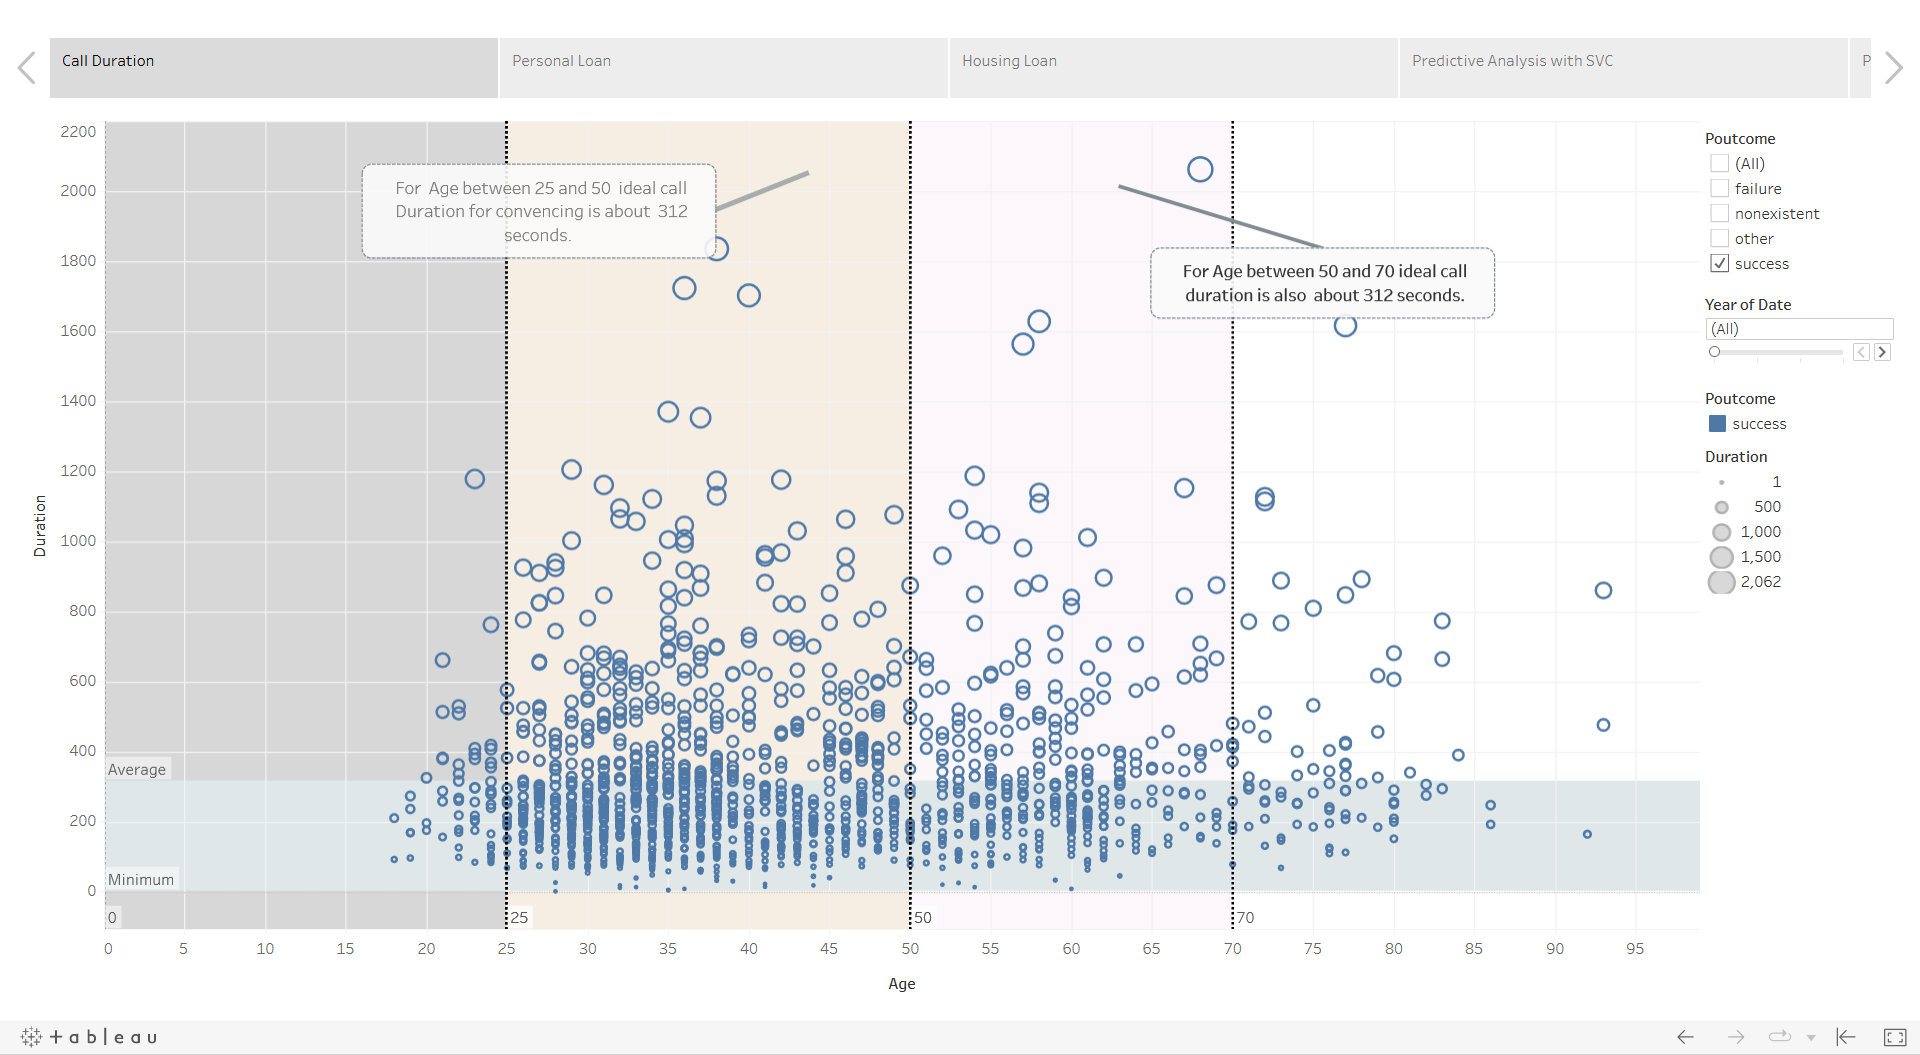 Call Duration
Personal Loan
Housing Loan
Predictive Analysis with SVC
P
2200
2000
1800
1600
1400
1200
1000
800
600
400
200
0
Duration
For Age between 25 and 50 ideal call
Duration for convencing is about 312
seconds.
For Age between 50 and 70 ideal call
duration is also about 312 seconds.
Average
Minimum
0
25
50
70
0 5 10 15 20 25 30 35 40 45 50 55 60 65 70 75 80 85 90 95
Age
Poutcome
(All)
failure
nonexistent
other
success
Year of Date
(All)
Poutcome
success
Duration
1
500
1,000
1,500
2,062
+ableau